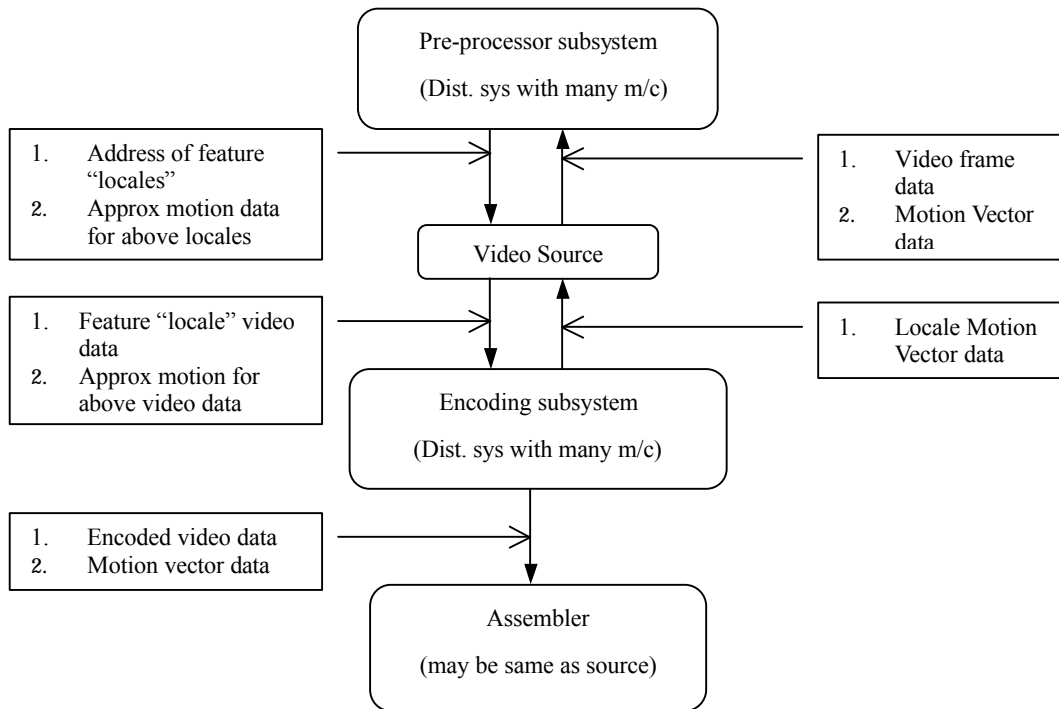 Pre-processor subsystem
(Dist. sys with many m/c)
1. Address of feature
“locales”
2. Approx motion data
for above locales
1. Video frame
data
2. Motion Vector
data
Video Source
1. Feature “locale” video
data
2. Approx motion for
above video data
1. Locale Motion
Vector data
Encoding subsystem
(Dist. sys with many m/c)
1. Encoded video data
2. Motion vector data
Assembler
(may be same as source)